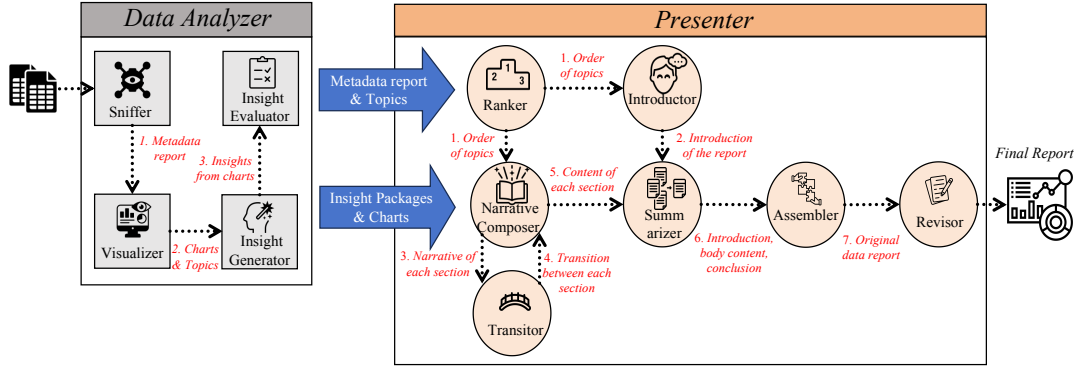 Data Analyzer
Sniffer
Insight
Evaluator
1. Metadata
report
3. Insights
from charts
Visualizer
2. Charts
& Topics
Insight
Generator
Metadata report
& Topics
Insight Packages
& Charts
Presenter
2 1 3
Ranker
1. Order
of topics
Introductor
1. Order
of topics
2. Introduction
of the report
Narrative
Composer
5. Content of
each section
Summ
arizer
Assembler
Revisor
6. Introduction,
body content,
conclusion
7. Original
data report
3. Narrative of
each section
4. Transition
between each
section
Transitor
Final Report